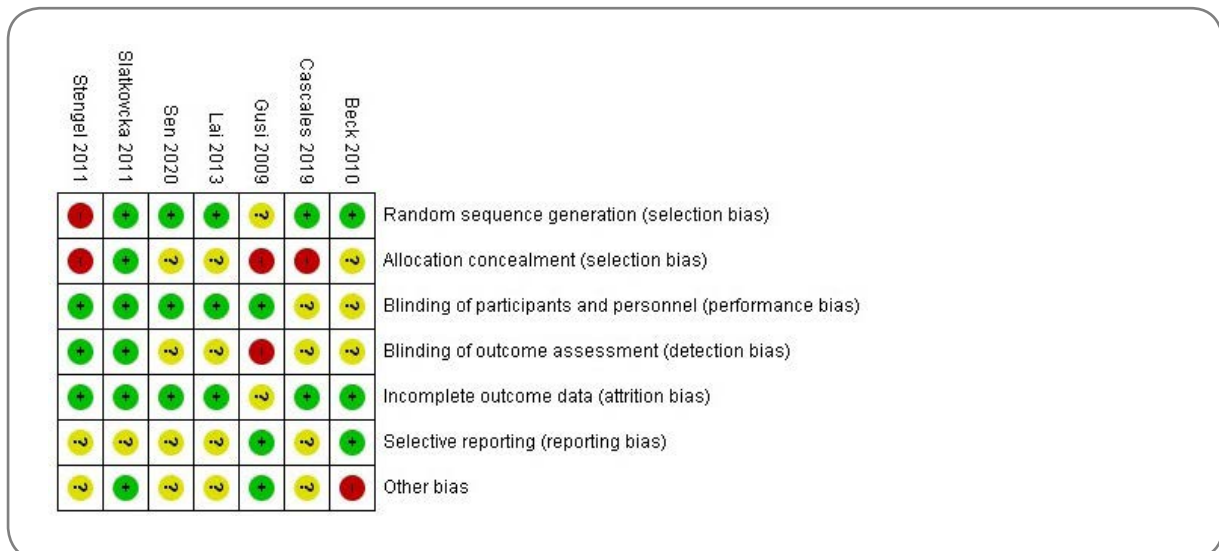 Stengel 2011
Slatkovcka 2011
Sen 2020
Lai 2013
Gusi 2009
Cascales 2019
Beck 2010
- + + + ? + + Random sequence generation (selection bias)
- + ? ? - - ? Allocation concealment (selection bias)
+ + + + + ? ? Blinding of participants and personnel (performance bias)
+ + ? ? - ? ? Blinding of outcome assessment (detection bias)
+ + + + ? + + Incomplete outcome data (attrition bias)
? ? ? ? + ? + Selective reporting (reporting bias)
? + ? ? + ? - Other bias